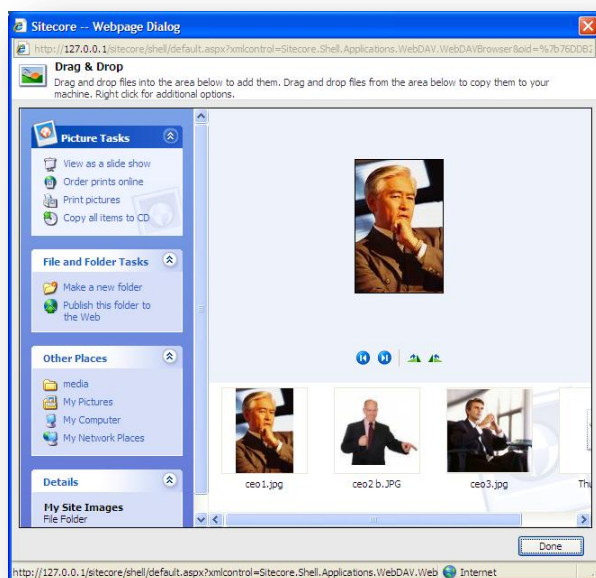 Sitecore -- Webpage Dialog
http://127.0.0.1/sitecore/shell/default.aspx?xmlcontrol=Sitecore.Shell.Applications.WebDAV.WebDAVBrowser&oid=%7b76DDB2
Drag & Drop
Drag and drop files into the area below to add them. Drag and drop files from the area below to copy them to your
machine. Right click for additional options.
Picture Tasks
View as a slide show
Order prints online
Print pictures
Copy all items to CD
File and Folder Tasks
Make a new folder
Publish this folder to
the Web
Other Places
media
My Pictures
My Computer
My Network Places
Details
My Site Images
File Folder
ceo1.jpg
ceo2 b.JPG
ceo3.jpg
Thu
Done
http://127.0.0.1/sitecore/shell/default.aspx?xmlcontrol=Sitecore.Shell.Applications.WebDAV.Web
Internet